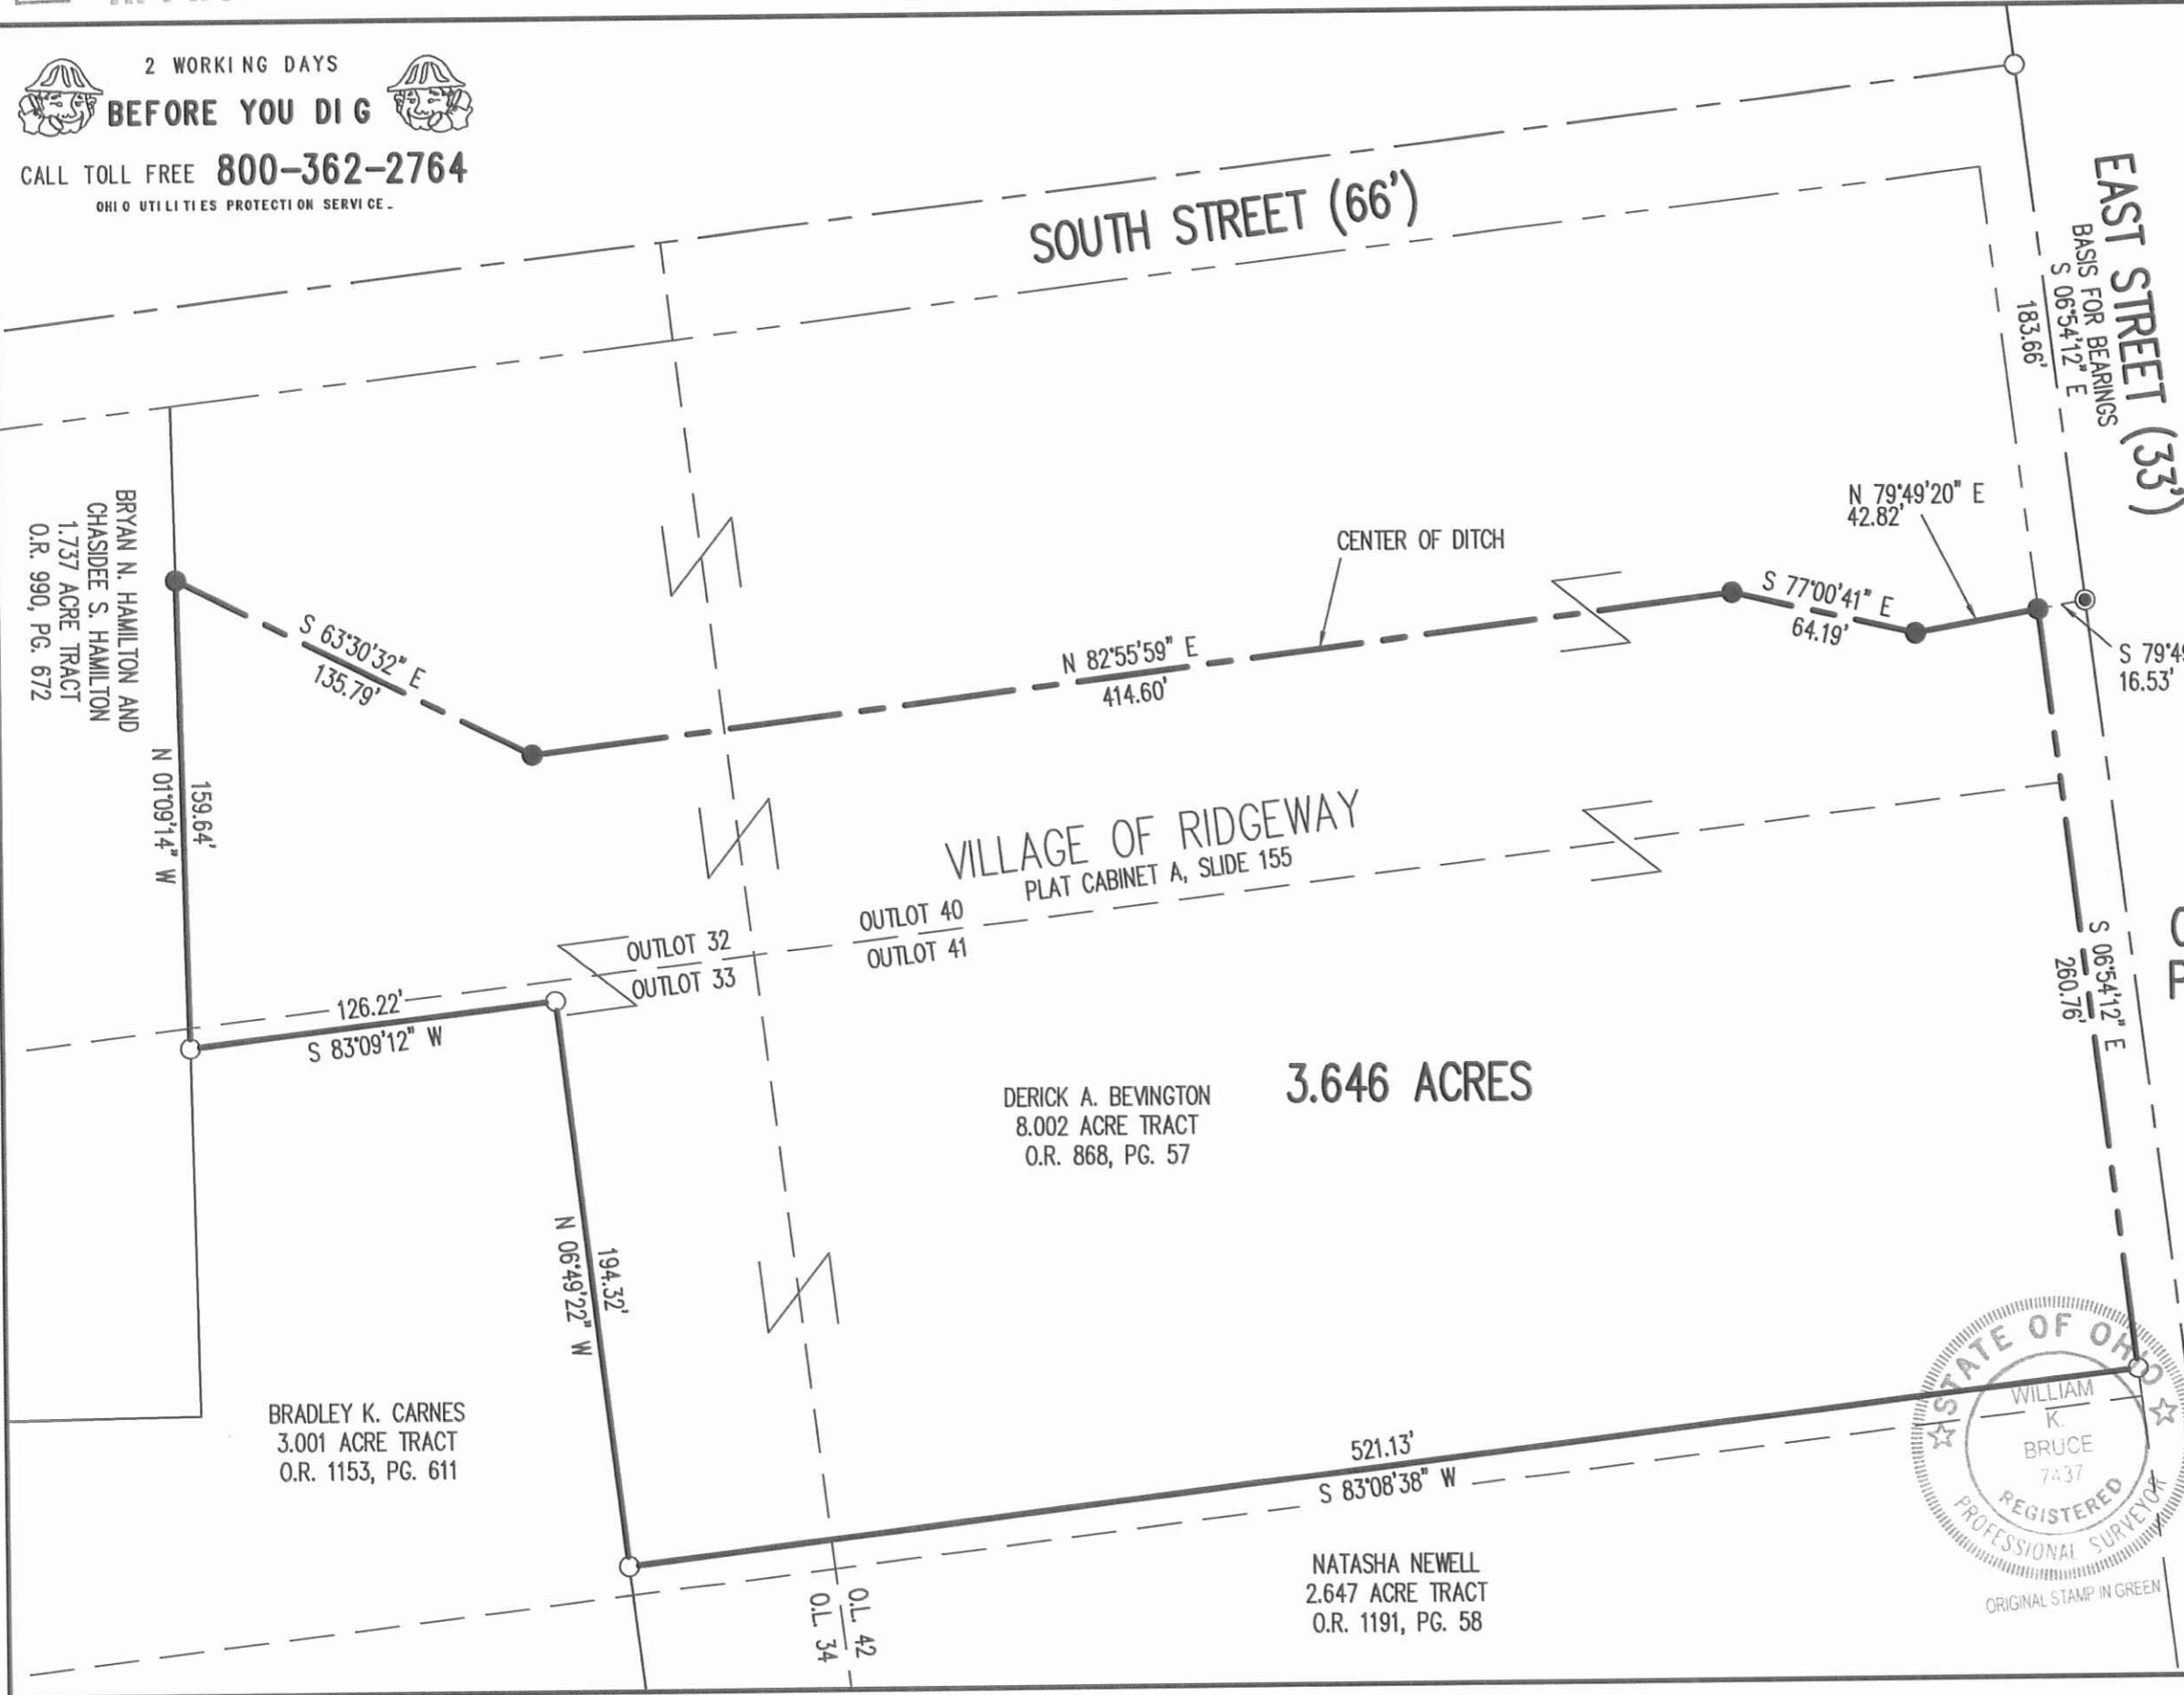 2 WORKING DAYS
BEFORE YOU DIG
CALL TOLL FREE 800-362-2764
OHIO UTILITIES PROTECTION SERVICE.
SOUTH STREET (66')
EAST STREET (33')
BASIS FOR BEARINGS
S 06°54'12" E
183.66'
N 79°49'20" E
42.82'
CENTER OF DITCH
S 77°00'41" E
64.19'
16.53'
BRYAN N. HAMILTON AND
CHASIDEE S. HAMILTON
1.737 ACRE TRACT
O.R. 990, PG. 672
S 63°30'32" E
135.79'
N 82°55'59" E
414.60'
159.64'
N 01°09'14" W
VILLAGE OF RIDGEWAY
PLAT CABINET A, SLIDE 155
OUTLOT 32
OUTLOT 33
OUTLOT 40
OUTLOT 41
126.22'
S 83°09'12" W
S 06°54'12" E
260.76'
DERICK A. BEVINGTON
8.002 ACRE TRACT
O.R. 868, PG. 57
3.646 ACRES
194.32'
N 06°49'22" W
BRADLEY K. CARNES
3.001 ACRE TRACT
O.R. 1153, PG. 611
521.13'
S 83°08'38" W
NATASHA NEWELL
2.647 ACRE TRACT
O.R. 1191, PG. 58
O.L. 42
O.L. 34
STATE OF OHIO
WILLIAM
K.
BRUCE
7437
REGISTERED
PROFESSIONAL SURVEYOR
ORIGINAL STAMP IN GREEN